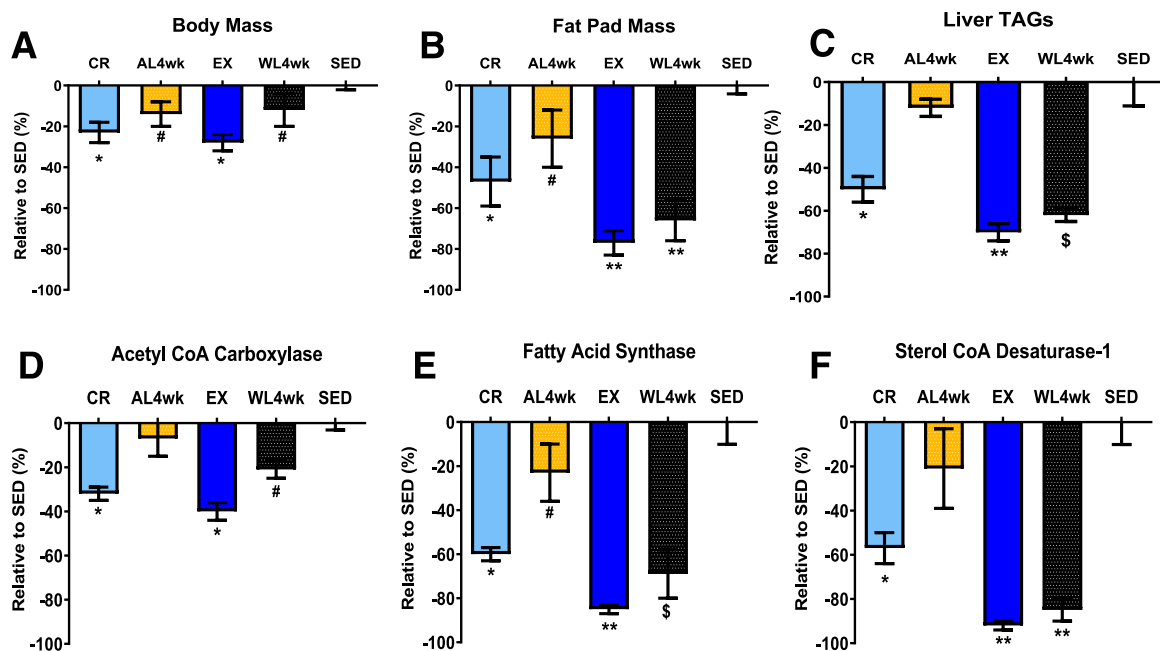 A
Body Mass
CR AL4wk EX WL4wk SED
Relative to SED (%)
0
-20
-40
-60
-80
-100
* # * #
B
Fat Pad Mass
CR AL4wk EX WL4wk SED
Relative to SED (%)
0
-20
-40
-60
-80
-100
* # ** **
C
Liver TAGs
CR AL4wk EX WL4wk SED
Relative to SED (%)
0
-20
-40
-60
-80
-100
* ** $
D
Acetyl CoA Carboxylase
CR AL4wk EX WL4wk SED
Relative to SED (%)
0
-20
-40
-60
-80
-100
* * #
E
Fatty Acid Synthase
CR AL4wk EX WL4wk SED
Relative to SED (%)
0
-20
-40
-60
-80
-100
* # ** $
F
Sterol CoA Desaturase-1
CR AL4wk EX WL4wk SED
Relative to SED (%)
0
-20
-40
-60
-80
-100
* ** **